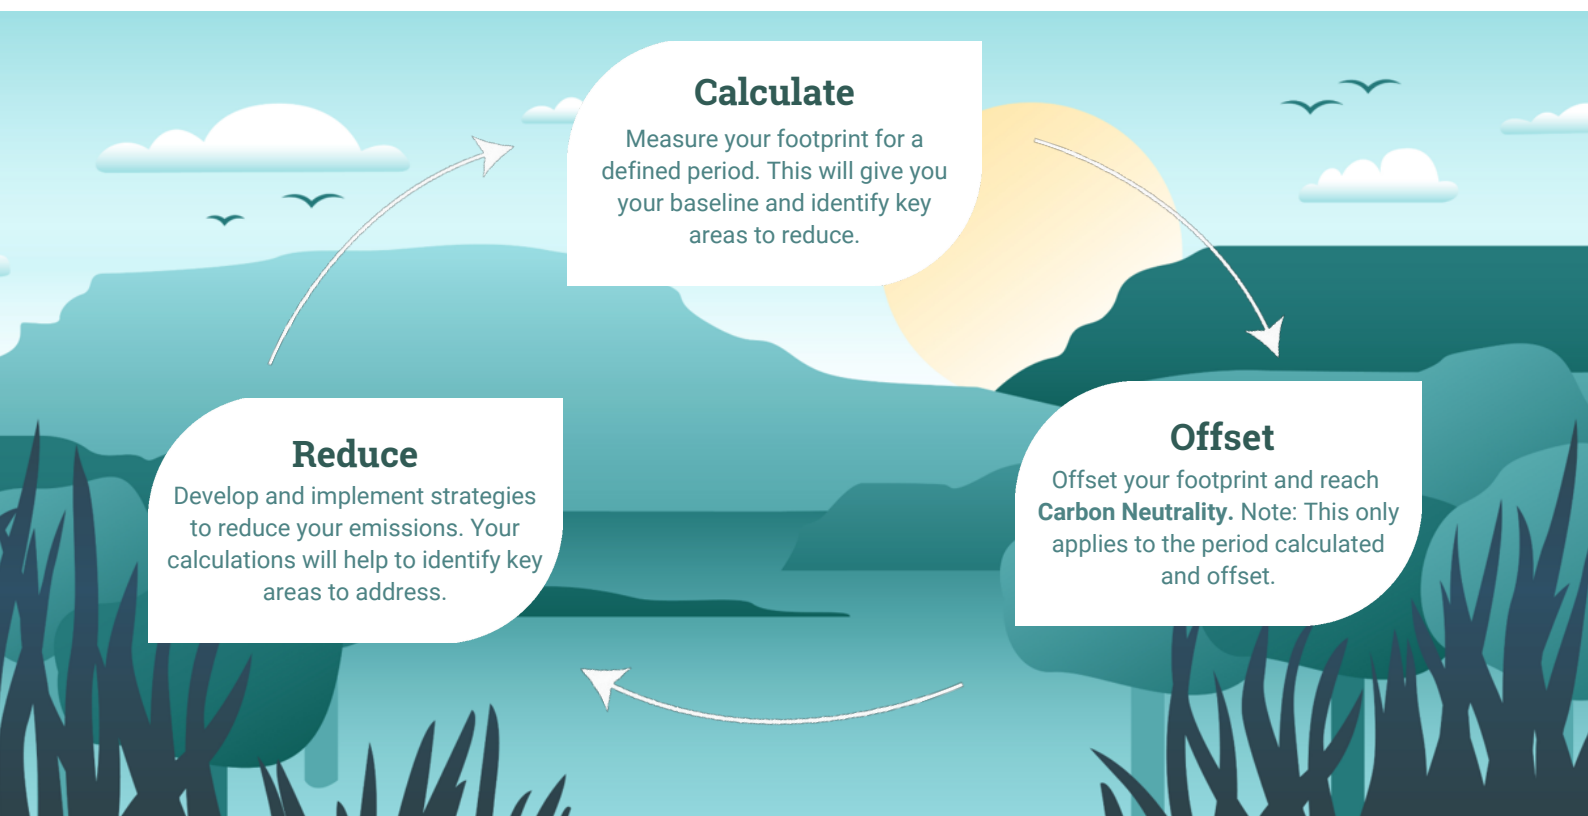 Calculate
Measure your footprint for a
defined period. This will give you
your baseline and identify key
areas to reduce.
Offset
Offset your footprint and reach
Carbon Neutrality. Note: This only
applies to the period calculated
and offset.
Reduce
Develop and implement strategies
to reduce your emissions. Your
calculations will help to identify key
areas to address.